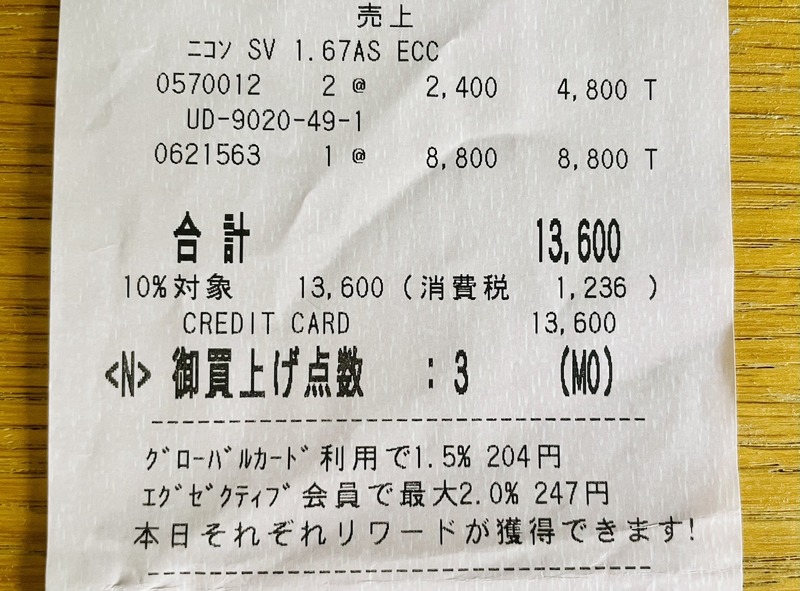 売上
ﾆｺﾝ SV 1.67AS ECC
0570012 2 @ 2,400 4,800 T
UD-9020-49-1
0621563 1 @ 8,800 8,800 T
合計 13,600
10%対象 13,600 (消費税 1,236 )
CREDIT CARD 13,600
<N> 御買上げ点数 : 3 (MO)
ｸﾞﾛｰﾊﾞﾙｶｰﾄﾞ利用で1.5% 204円
ｴｸﾞｾﾞｸﾃｨﾌﾞ会員で最大2.0% 247円
本日それぞれリワードが獲得できます!